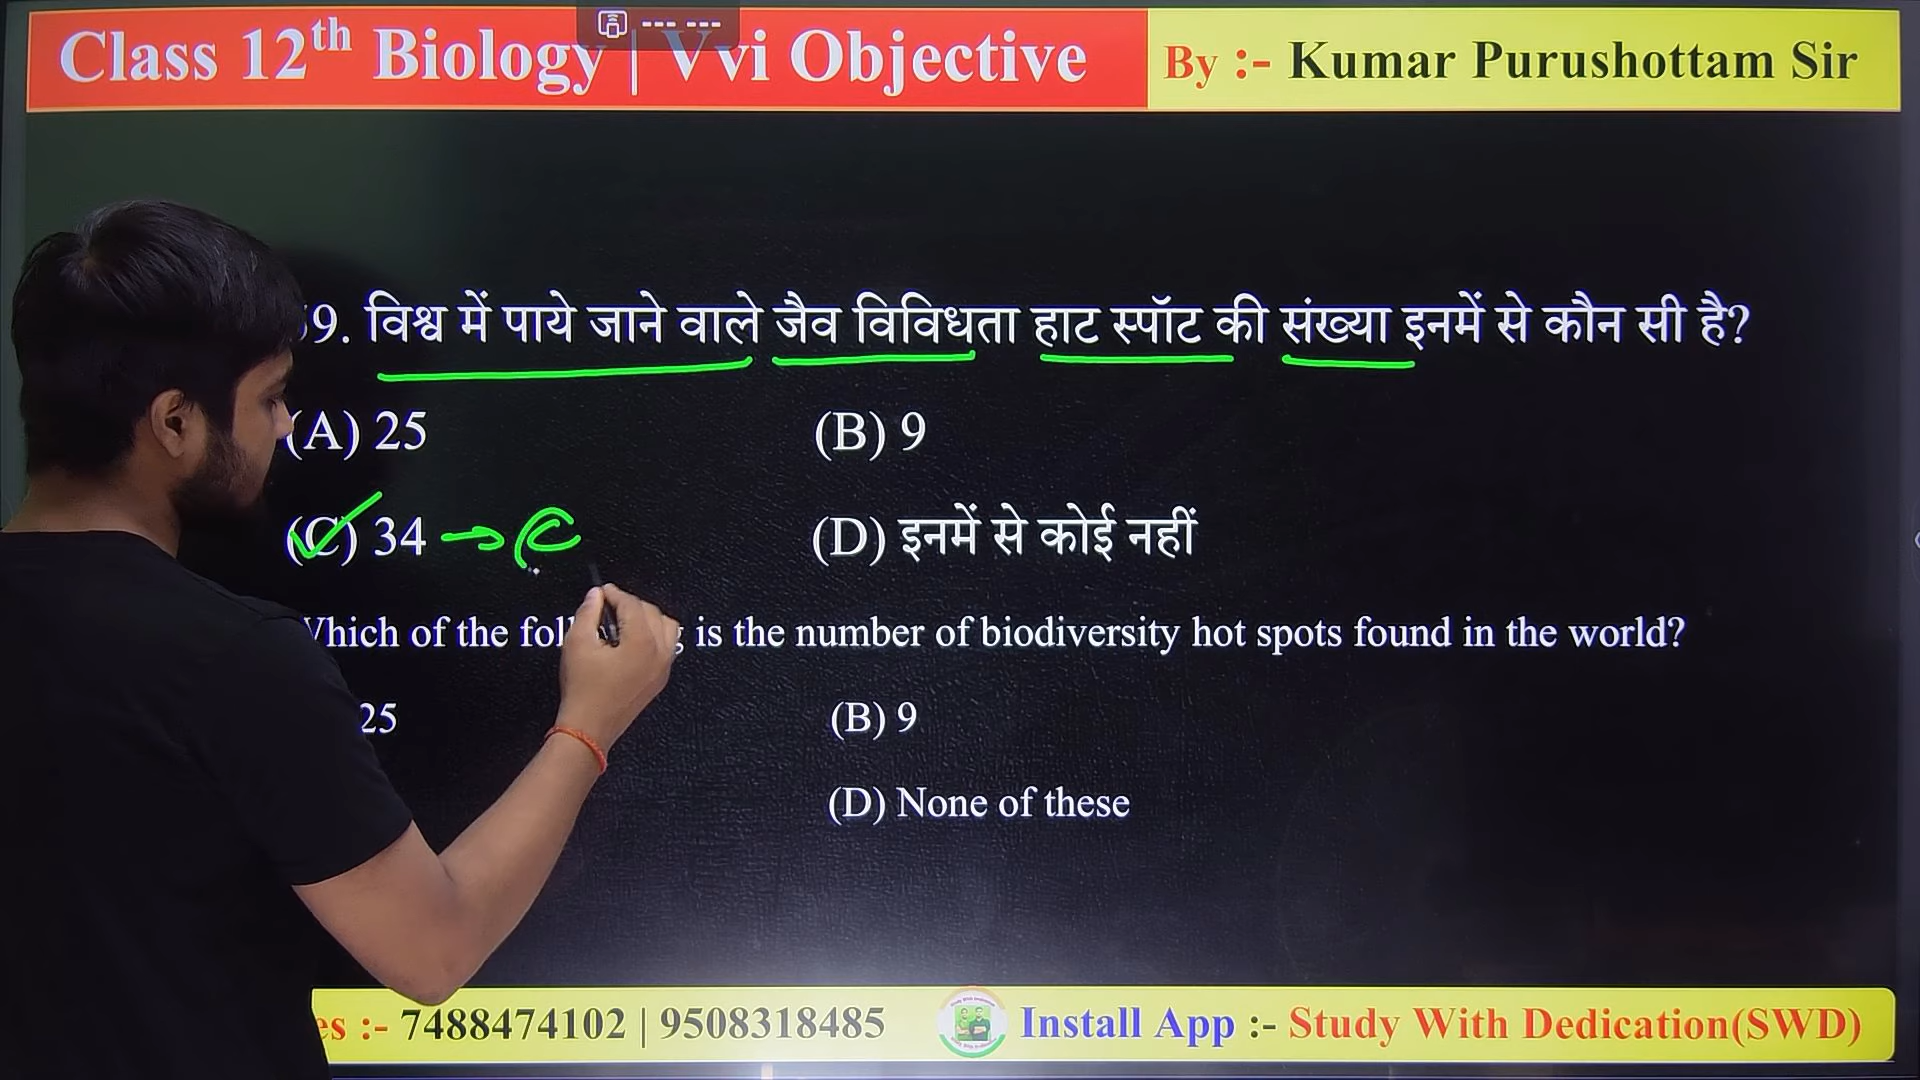 Class 12th Biology | Vvi Objective
By :- Kumar Purushottam Sir
9. विश्व में पाये जाने वाले जैव विविधता हाट स्पॉट की संख्या इनमें से कौन सी है?
(A) 25 (B) 9
(C) 34 (D) इनमें से कोई नहीं
Which of the is the number of biodiversity hot spots found in the world?
25 (B) 9
(D) None of these
:- 7488474102 | 9508318485
Install App :- Study With Dedication(SWD)